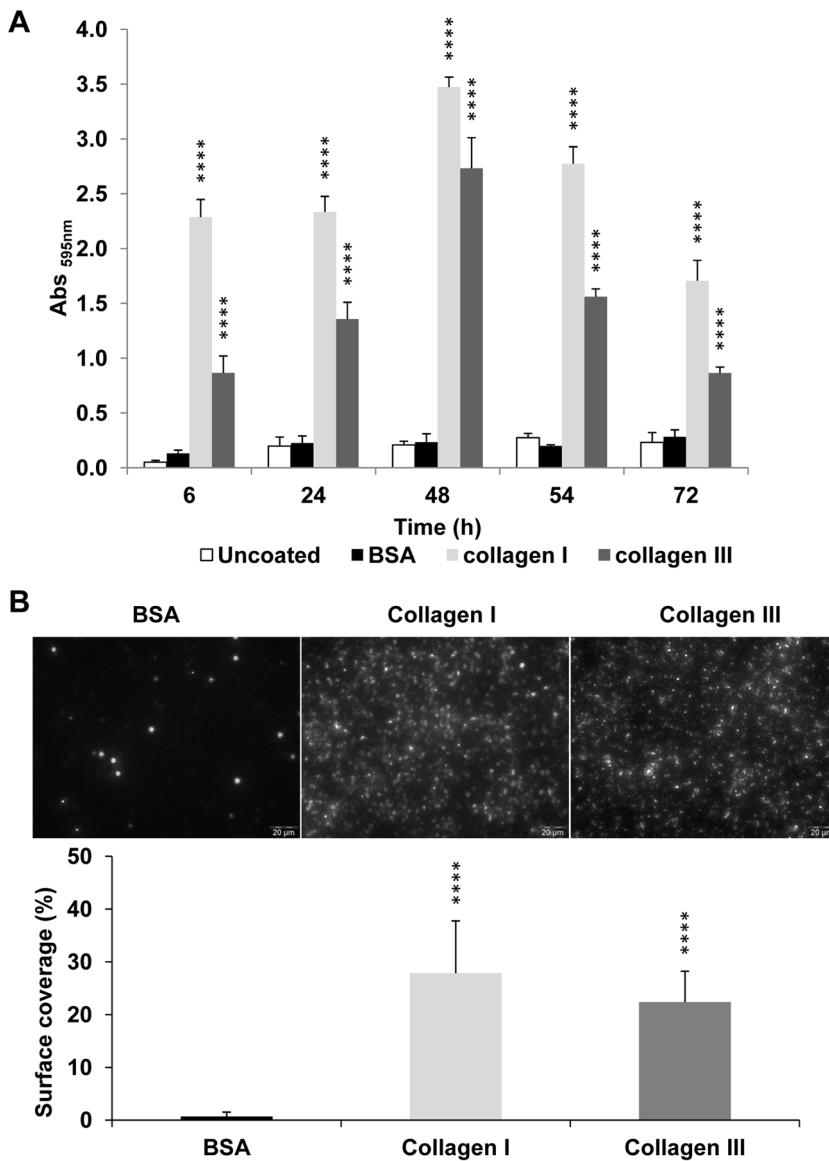 A
4.0
3.5
3.0
2.5
2.0
1.5
1.0
0.5
0.0
Abs 595nm
**** **** **** **** **** **** **** **** **** ****
6 24 48 54 72
Time (h)
Uncoated BSA collagen I collagen III
B
BSA Collagen I Collagen III
20 µm 20 µm 20 µm
50
40
30
20
10
0
Surface coverage (%)
**** ****
BSA Collagen I Collagen III